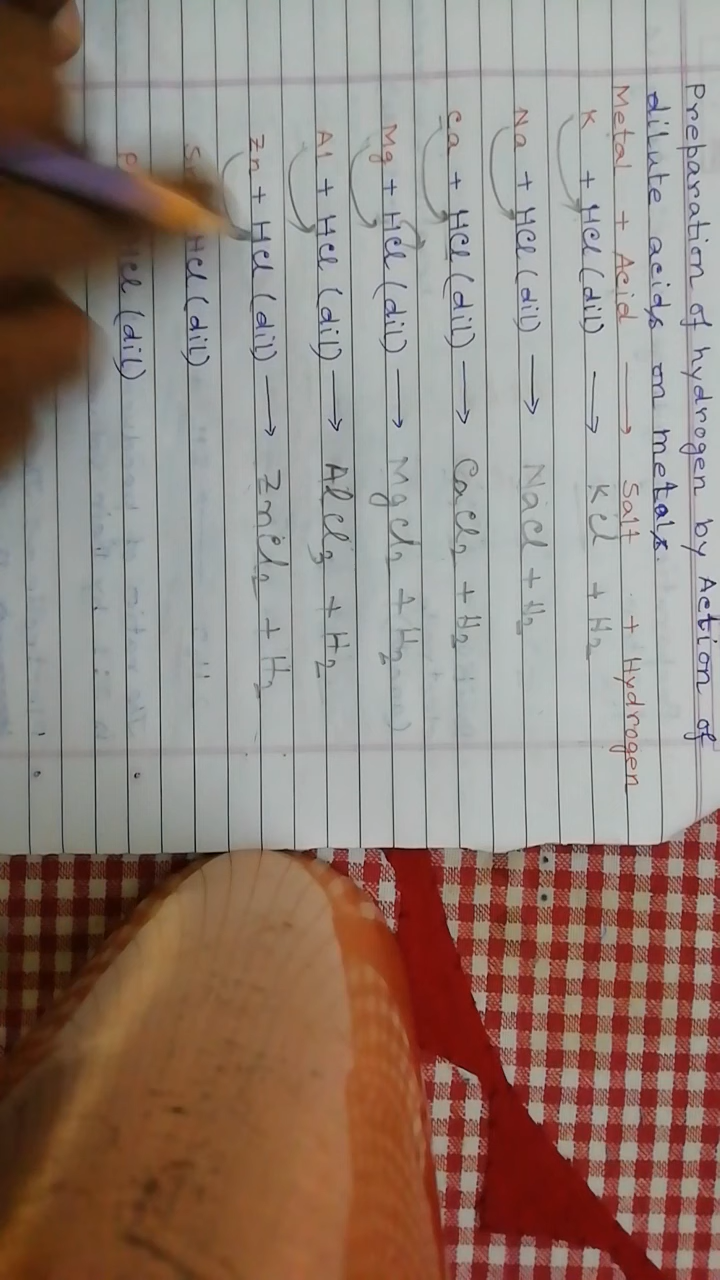 Preparation of hydrogen by Action of
dilute acids on metals.
Metal + Acid → Salt + Hydrogen
K + HCl (dil) → KCl + H2
Na + HCl (dil) → NaCl + H2
Ca + HCl (dil) → CaCl2 + H2
Mg + HCl (dil) → MgCl2 + H2
Al + HCl (dil) → AlCl3 + H2
Zn + HCl (dil) → ZnCl2 + H2
HCl (dil)
HCl (dil)